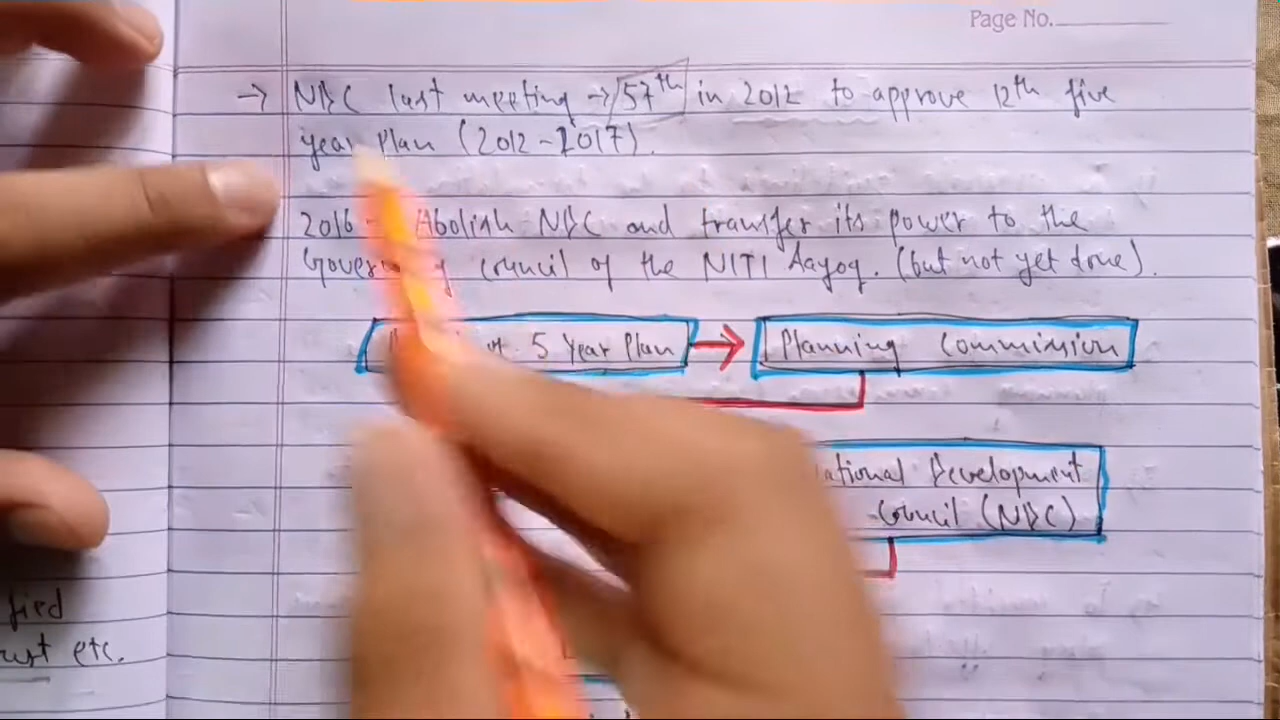 Page No.
→ NDC last meeting → 57th in 2012 to approve 12th five
year Plan (2012-2017).
2016 - Abolish NDC and transfer its power to the
Governing council of the NITI Aayog. (but not yet done).
5 Year Plan → Planning Commission
National Development
Council (NDC)
fied
etc.